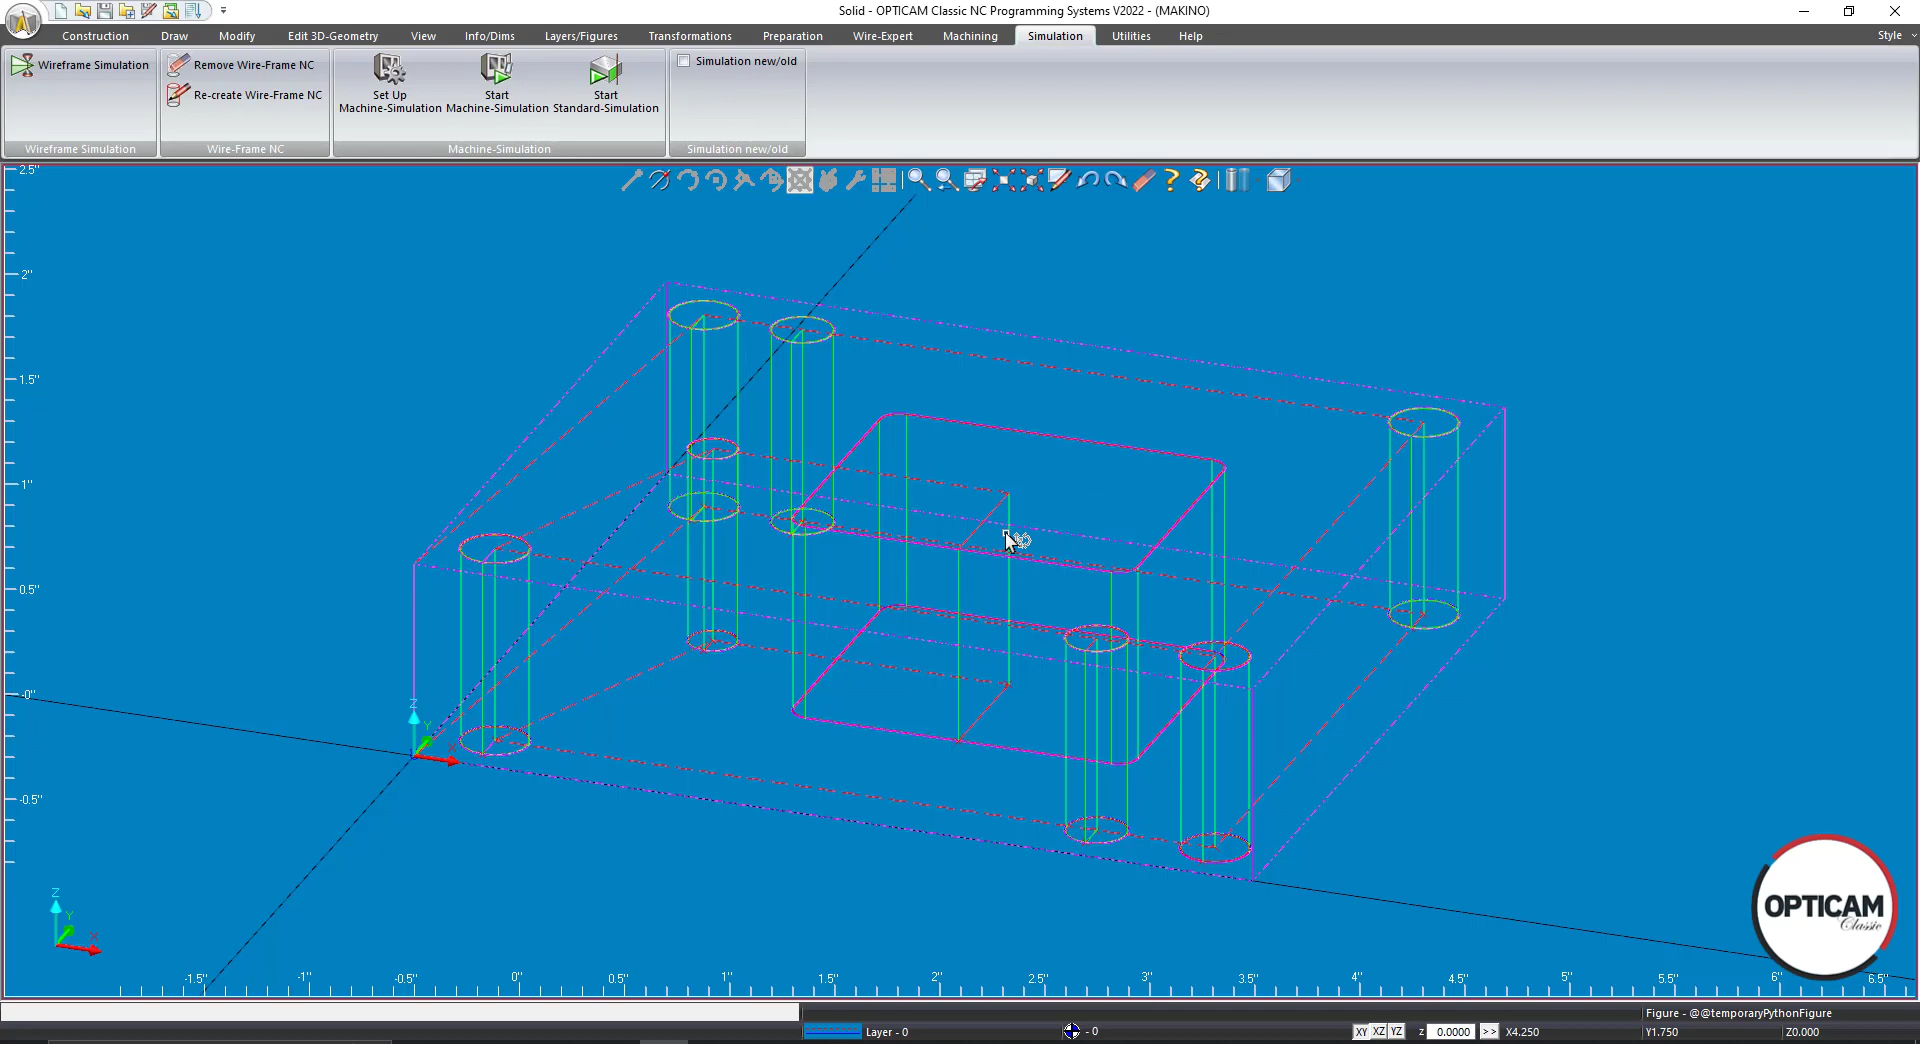 Solid - OPTICAM Classic NC Programming Systems V2022 - (MAKINO)
Construction Draw Modify Edit 3D-Geometry View Info/Dims Layers/Figures Transformations Preparation Wire-Expert Machining Simulation Utilities Help Style
Wireframe Simulation
Remove Wire-Frame NC
Re-create Wire-Frame NC
Set Up
Machine-Simulation
Start
Machine-Simulation
Start
Standard-Simulation
Simulation new/old
Wireframe Simulation Wire-Frame NC Machine-Simulation Simulation new/old
2.5"
2"
1.5"
1"
0.5"
-0"
-0.5"
Z
Y
X
Z
Y
X
-1.5" -1" -0.5" 0" 0.5" 1" 1.5" 2" 2.5" 3" 3.5" 4" 4.5" 5" 5.5" 6" 6.5"
OPTICAM
Classic
Figure - @@temporaryPythonFigure
Layer - 0 - 0 XY XZ YZ z 0.0000 >> X4.250 Y1.750 Z0.000